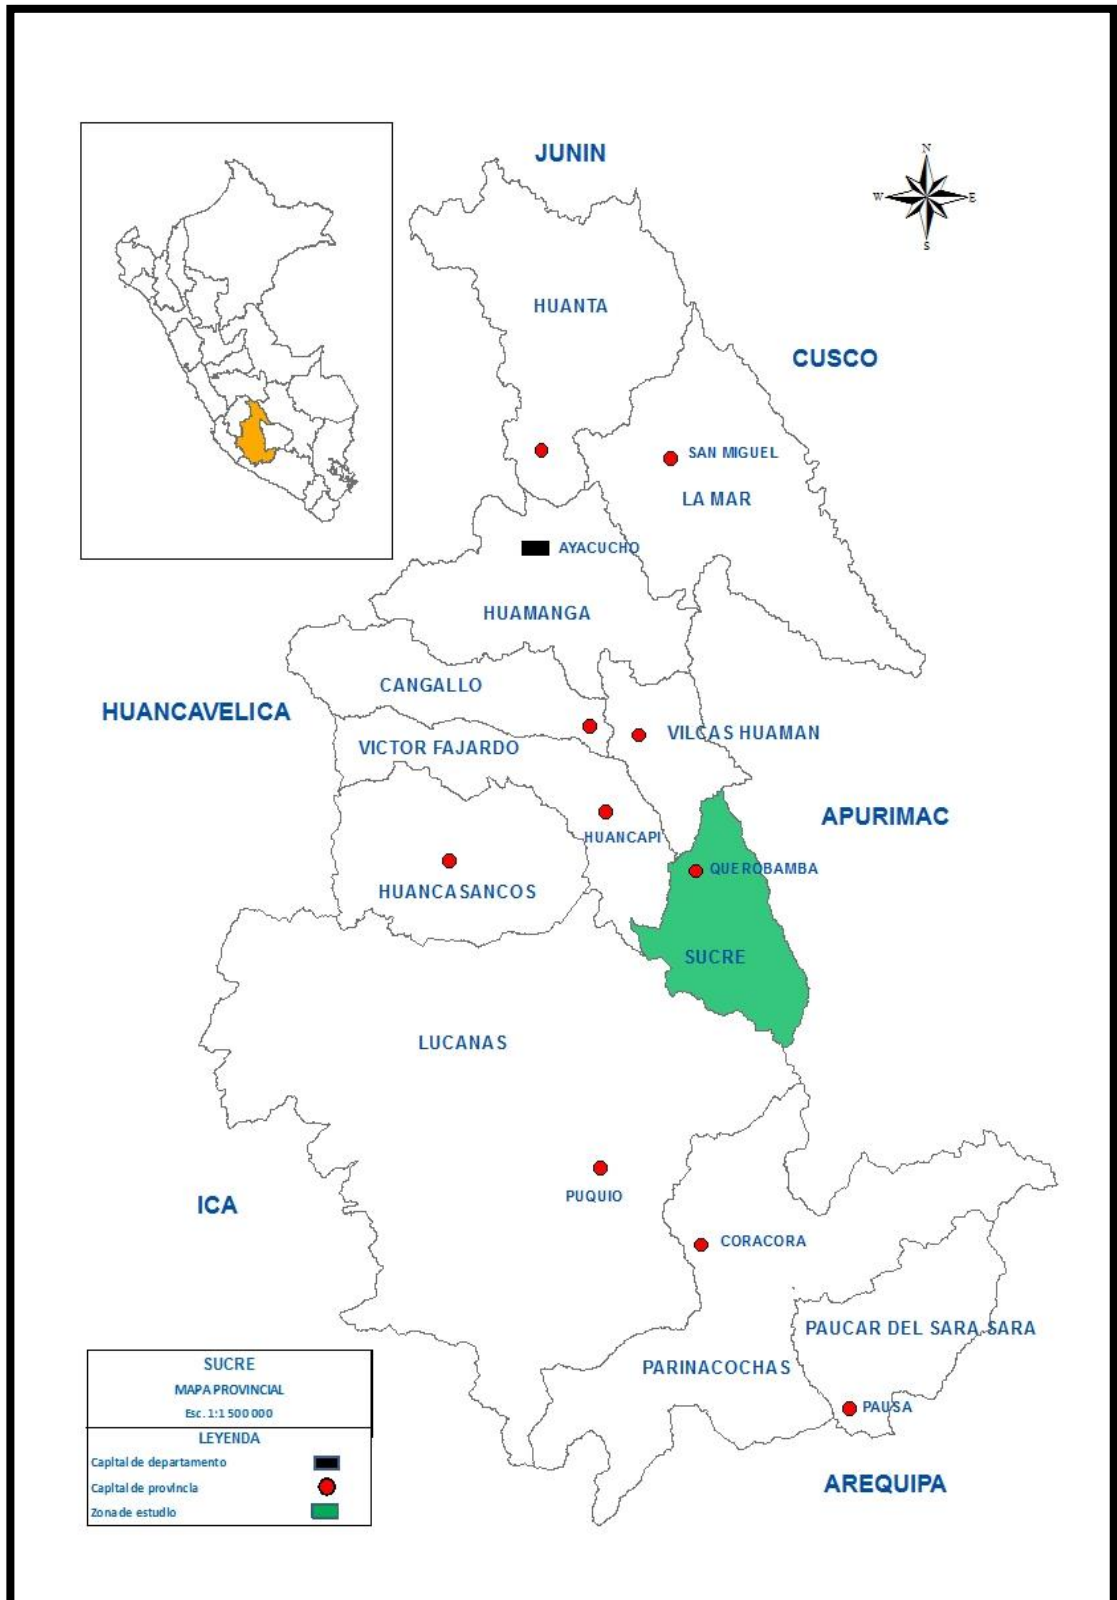 JUNIN
N
W
E
S
HUANTA
CUSCO
SAN MIGUEL
LA MAR
AYACUCHO
HUAMANGA
CANGALLO
HUANCAVELICA
VILCAS HUAMAN
VICTOR FAJARDO
APURIMAC
HUANCAPI
QUEROBAMBA
HUANCASANCOS
SUCRE
LUCANAS
PUQUIO
ICA
CORACORA
PAUCAR DEL SARA SARA
PARINACOCHAS
PAUSA
AREQUIPA
SUCRE
MAPA PROVINCIAL
Esc. 1:1 500 000
LEYENDA
Capital de departamento
Capital de provincia
Zona de estudio